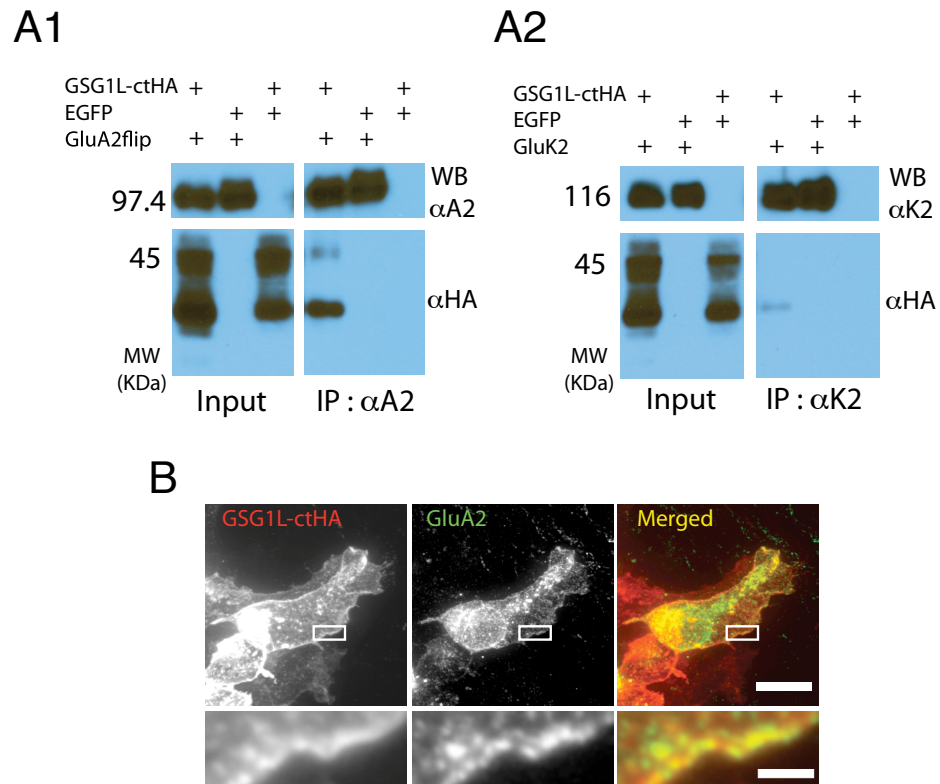 A1
GSG1L-ctHA + + + +
EGFP + + + +
GluA2flip + + + +
97.4
WB
αA2
45
αHA
MW
(KDa)
Input
IP : αA2
A2
GSG1L-ctHA + + + +
EGFP + + + +
GluK2 + + + +
116
WB
αK2
45
αHA
MW
(KDa)
Input
IP : αK2
B
GSG1L-ctHA
GluA2
Merged